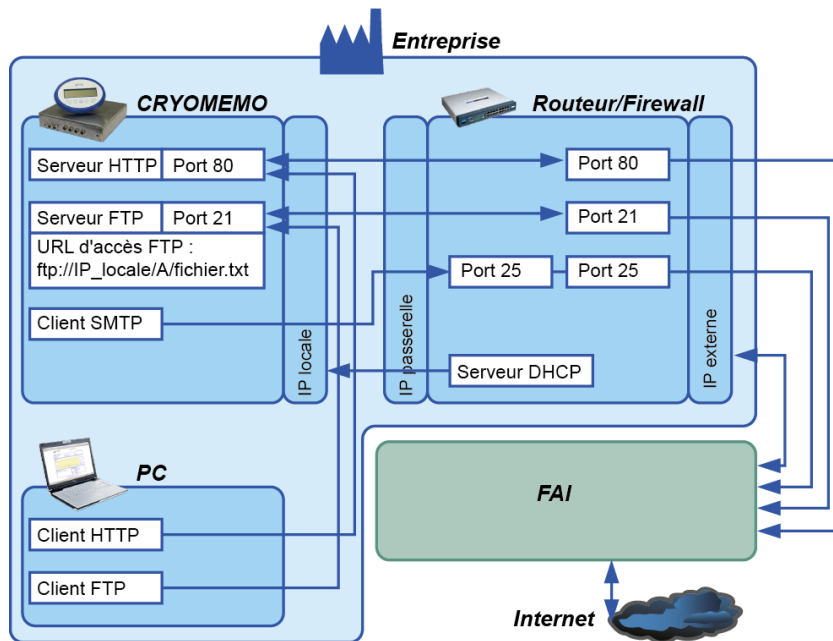 Entreprise
CRYOMEMO
Routeur/Firewall
Serveur HTTP
Port 80
Port 80
Serveur FTP
Port 21
Port 21
URL d'accès FTP :
ftp://IP_locale/A/fichier.txt
Port 25
Port 25
Client SMTP
IP locale
IP passerelle
Serveur DHCP
IP externe
PC
Client HTTP
Client FTP
FAI
Internet